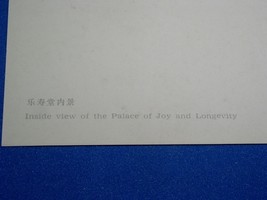 乐寿堂内景
Inside view of the Palace of Joy and Longevity